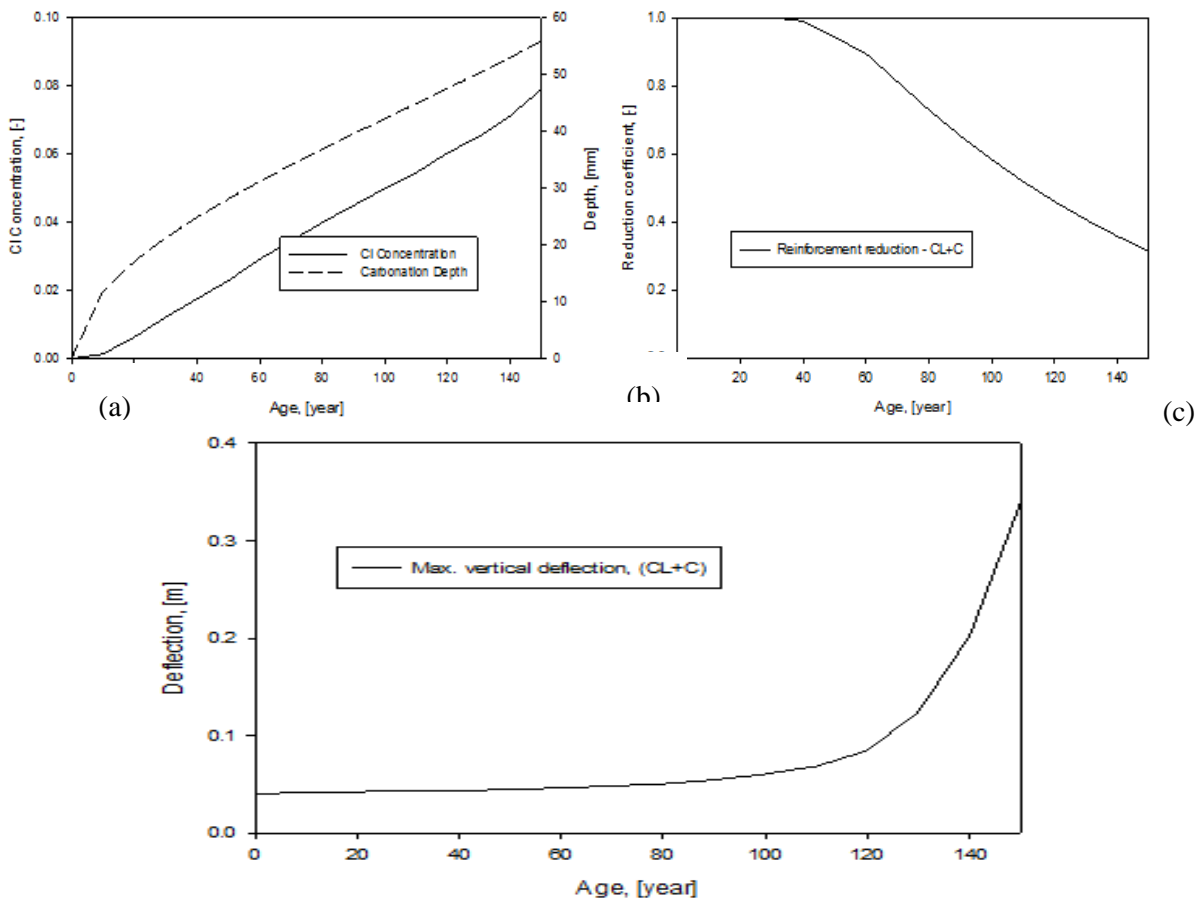 0.10
0.08
0.06
0.04
0.02
0.00
Cl Concentration, [-]
60
50
40
30
20
10
0
Depth, [mm]
Cl Concentration
Carbonation Depth
0 20 40 60 80 100 120 140
Age, [year]
(a)
1.0
0.8
0.6
0.4
0.2
Reduction coefficient, [-]
Reinforcement reduction - CL+C
20 40 60 80 100 120 140
Age, [year]
(b)
(c)
0.4
0.3
0.2
0.1
0.0
Deflection, [m]
Max. vertical deflection, (CL+C)
0 20 40 60 80 100 120 140
Age, [year]